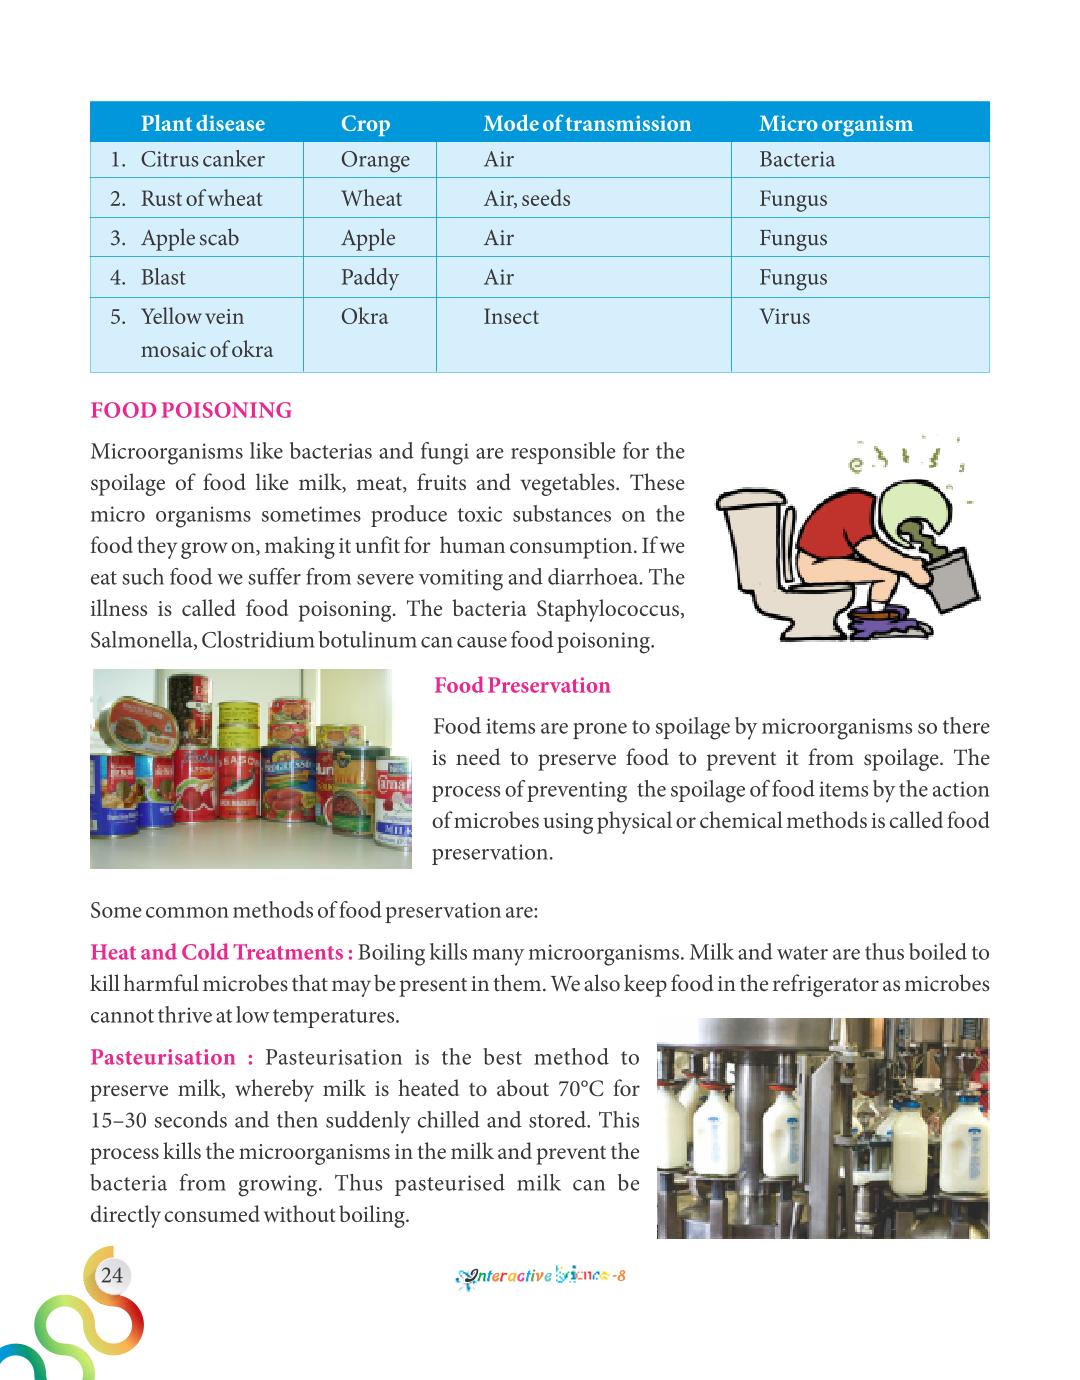 Plant disease Crop Mode of transmission Micro organism
1. Citrus canker Orange Air Bacteria
2. Rust of wheat Wheat Air, seeds Fungus
3. Apple scab Apple Air Fungus
4. Blast Paddy Air Fungus
5. Yellow vein Okra Insect Virus
mosaic of okra
FOOD POISONING
Microorganisms like bacterias and fungi are responsible for the
spoilage of food like milk, meat, fruits and vegetables. These
micro organisms sometimes produce toxic substances on the
food they grow on, making it unfit for human consumption. If we
eat such food we suffer from severe vomiting and diarrhoea. The
illness is called food poisoning. The bacteria Staphylococcus,
Salmonella, Clostridium botulinum can cause food poisoning.
Food Preservation
Food items are prone to spoilage by microorganisms so there
is need to preserve food to prevent it from spoilage. The
process of preventing the spoilage of food items by the action
of microbes using physical or chemical methods is called food
preservation.
Some common methods of food preservation are:
Heat and Cold Treatments : Boiling kills many microorganisms. Milk and water are thus boiled to
kill harmful microbes that may be present in them. We also keep food in the refrigerator as microbes
cannot thrive at low temperatures.
Pasteurisation : Pasteurisation is the best method to
preserve milk, whereby milk is heated to about 70°C for
15–30 seconds and then suddenly chilled and stored. This
process kills the microorganisms in the milk and prevent the
bacteria from growing. Thus pasteurised milk can be
directly consumed without boiling.
24
Interactive Science-8